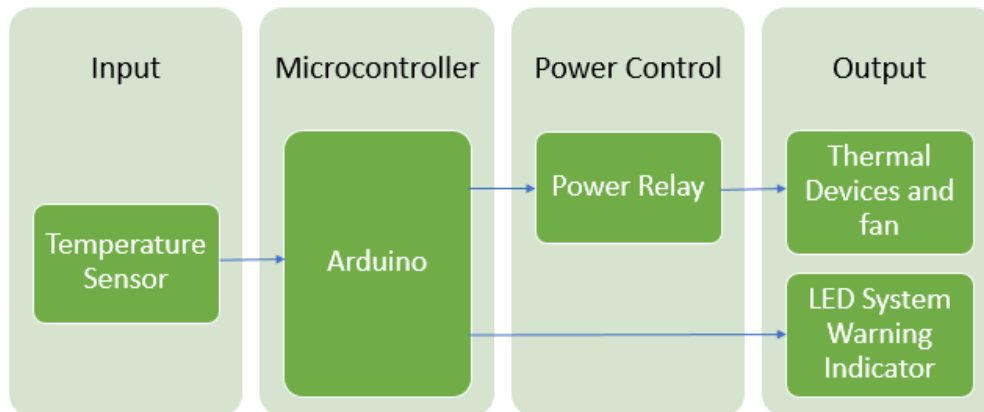 Input
Microcontroller
Power Control
Output
Temperature
Sensor
Arduino
Power Relay
Thermal
Devices and
fan
LED System
Warning
Indicator